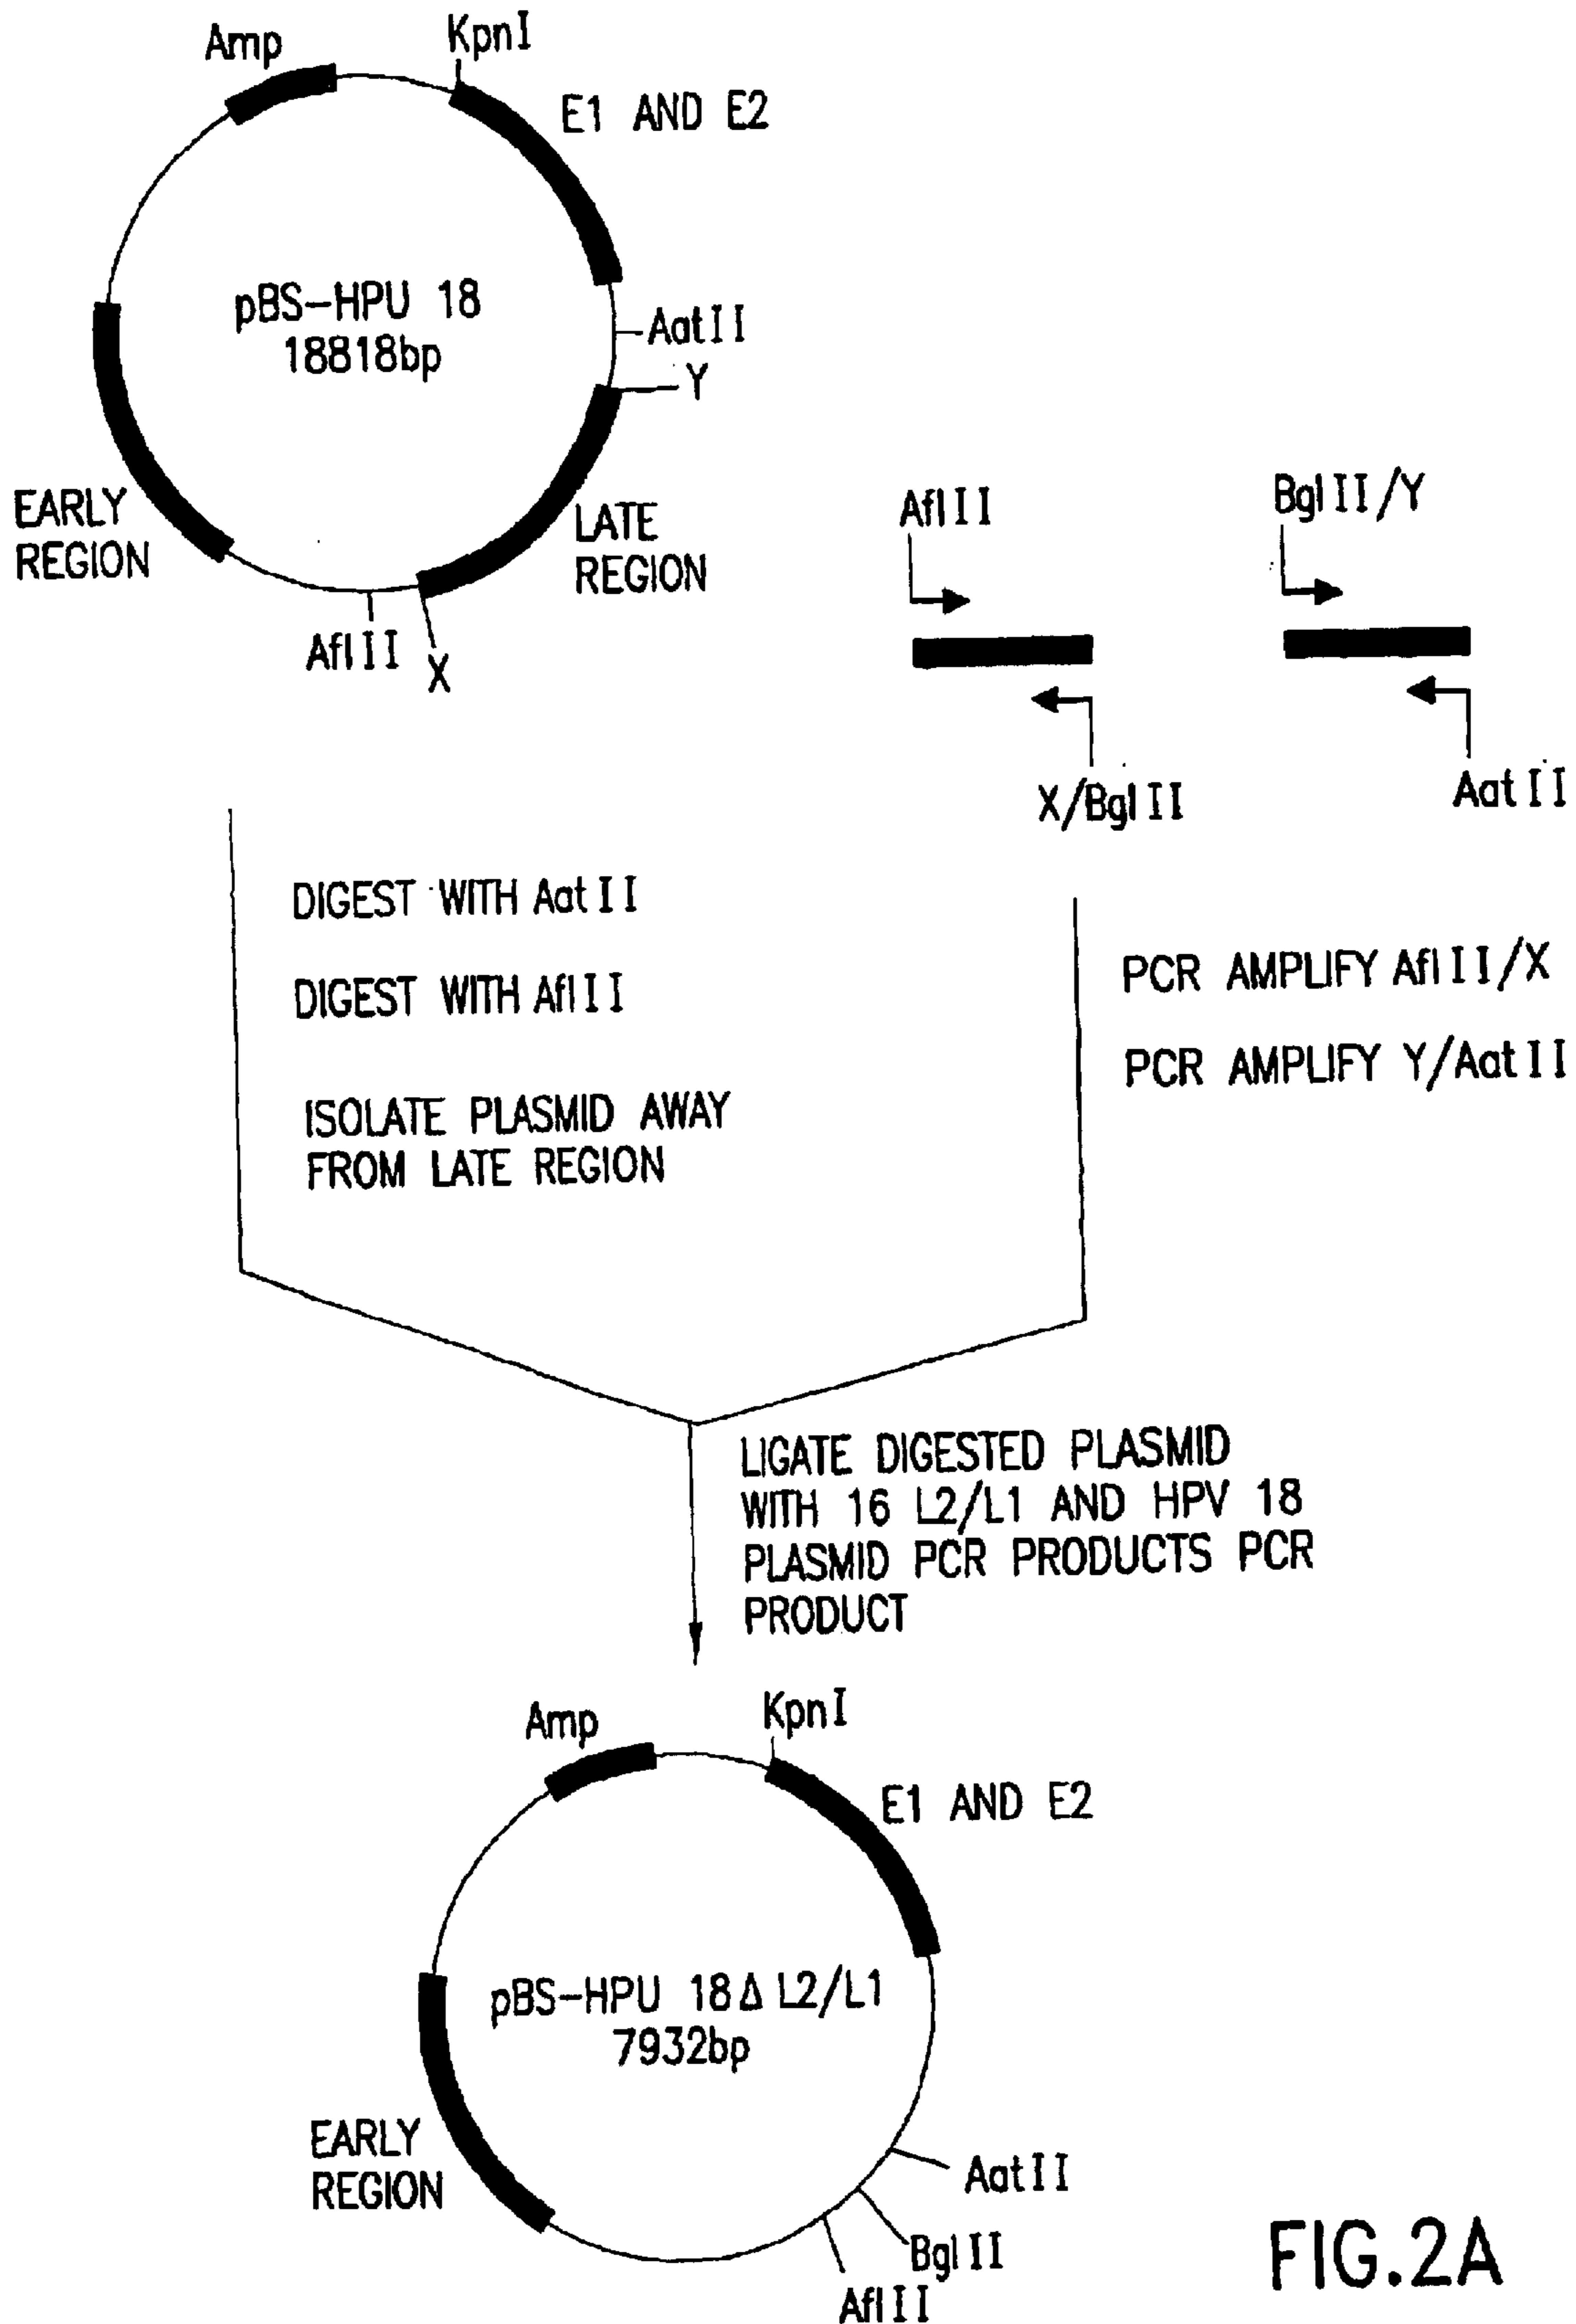 Amp
KpnI
E1 AND E2
pBS-HPU 18
18818bp
AatII
Y
EARLY
REGION
LATE
REGION
AflII
X
AflII
BglII/Y
X/BglII
AatII
DIGEST WITH AatII
DIGEST WITH AflII
ISOLATE PLASMID AWAY
FROM LATE REGION
PCR AMPLIFY AflII/X
PCR AMPLIFY Y/AatII
LIGATE DIGESTED PLASMID
WITH 16 L2/L1 AND HPV 18
PLASMID PCR PRODUCTS PCR
PRODUCT
Amp
KpnI
E1 AND E2
pBS-HPU 18Δ L2/L1
7932bp
EARLY
REGION
AatII
BglII
AflII
FIG.2A